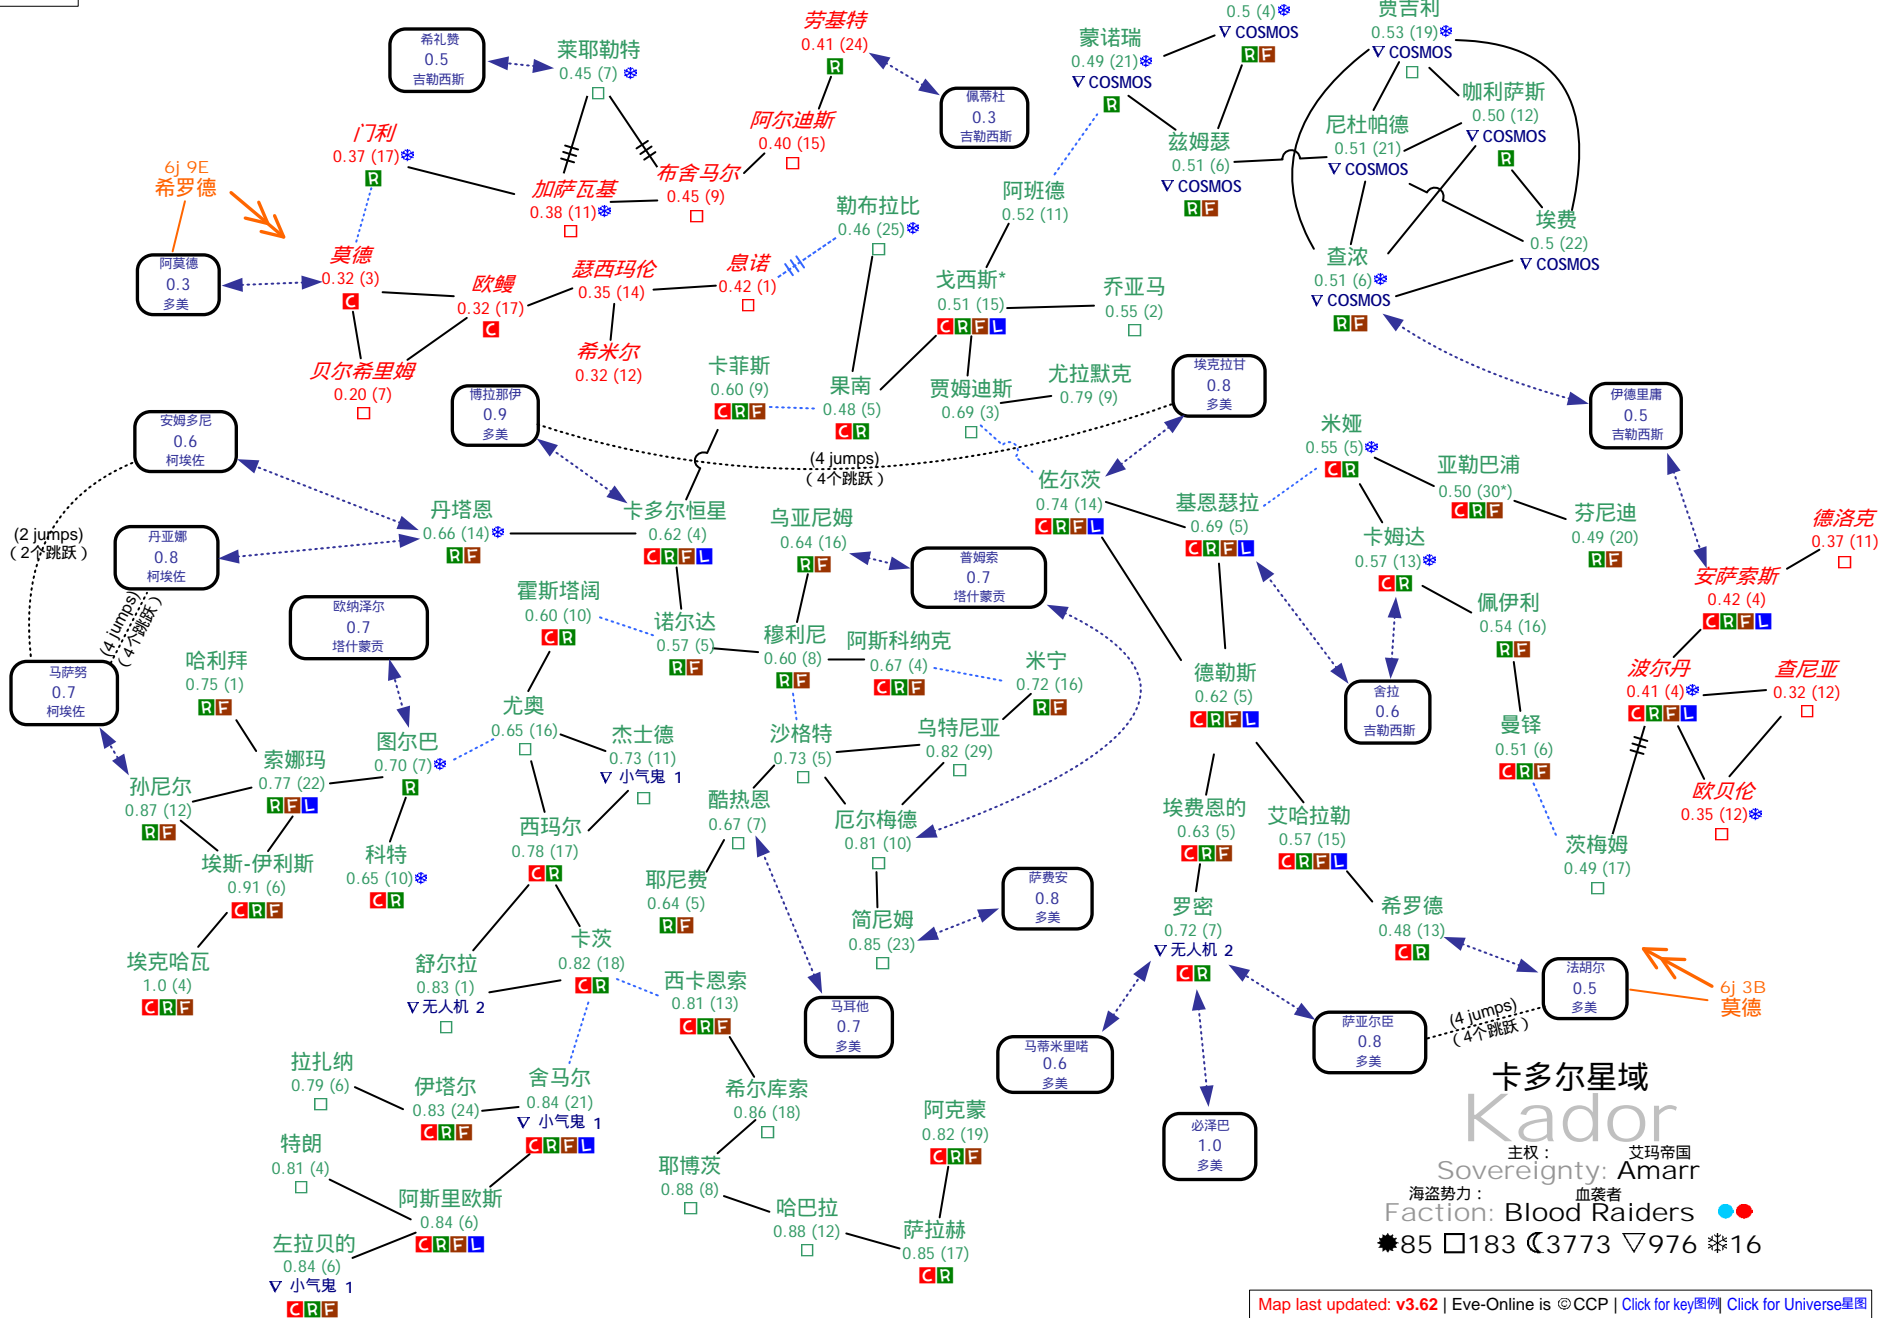 希礼赞
0.5
吉勒西斯
莱耶勒特
0.45 (7)
劳基特
0.41 (24)
R
佩蒂杜
0.3
吉勒西斯
蒙诺瑞
0.49 (21)
▽ COSMOS
R
0.5 (4)
▽ COSMOS
R F
贾吉利
0.53 (19)
▽ COSMOS
咖利萨斯
0.50 (12)
▽ COSMOS
R
尼杜帕德
0.51 (21)
▽ COSMOS
兹姆瑟
0.51 (6)
▽ COSMOS
R F
埃费
0.5 (22)
▽ COSMOS
查浓
0.51 (6)
▽ COSMOS
R F
门利
0.37 (17)
R
阿尔迪斯
0.40 (15)
布舍马尔
0.45 (9)
加萨瓦基
0.38 (11)
6j 9E
希罗德
阿莫德
0.3
多美
莫德
0.32 (3)
C
欧鳗
0.32 (17)
C
瑟西玛伦
0.35 (14)
息诺
0.42 (1)
勒布拉比
0.46 (25)
阿班德
0.52 (11)
戈西斯*
0.51 (15)
C R F L
乔亚马
0.55 (2)
贝尔希里姆
0.20 (7)
希米尔
0.32 (12)
卡菲斯
0.60 (9)
C R F
果南
0.48 (5)
C R
贾姆迪斯
0.69 (3)
尤拉默克
0.79 (9)
埃克拉甘
0.8
多美
伊德里庸
0.5
吉勒西斯
博拉那伊
0.9
多美
安姆多尼
0.6
柯埃佐
(4 jumps)
（4个跳跃）
米娅
0.55 (5)
C R
亚勒巴浦
0.50 (30*)
C R F
芬尼迪
0.49 (20)
R F
德洛克
0.37 (11)
佐尔茨
0.74 (14)
C R F L
基恩瑟拉
0.69 (5)
C R F L
卡姆达
0.57 (13)
C R
安萨索斯
0.42 (4)
C R F L
丹塔恩
0.66 (14)
R F
卡多尔恒星
0.62 (4)
C R F L
乌亚尼姆
0.64 (16)
R F
普姆索
0.7
塔什蒙贡
(2 jumps)
（2个跳跃）
丹亚娜
0.8
柯埃佐
(4 jumps)
（4个跳跃）
欧纳泽尔
0.7
塔什蒙贡
霍斯塔阔
0.60 (10)
C R
诺尔达
0.57 (5)
R F
穆利尼
0.60 (8)
R F
阿斯科纳克
0.67 (4)
C R F
米宁
0.72 (16)
R F
德勒斯
0.62 (5)
C R F L
佩伊利
0.54 (16)
R F
舍拉
0.6
吉勒西斯
波尔丹
0.41 (4)
C R F L
查尼亚
0.32 (12)
马萨努
0.7
柯埃佐
哈利拜
0.75 (1)
R F
尤奥
0.65 (16)
杰士德
0.73 (11)
▽ 小气鬼 1
沙格特
0.73 (5)
乌特尼亚
0.82 (29)
曼铎
0.51 (6)
C R F
图尔巴
0.70 (7)
R
索娜玛
0.77 (22)
R F L
孙尼尔
0.87 (12)
R F
酷热恩
0.67 (7)
厄尔梅德
0.81 (10)
埃费恩的
0.63 (5)
C R F
艾哈拉勒
0.57 (15)
C R F L
欧贝伦
0.35 (12)
茨梅姆
0.49 (17)
西玛尔
0.78 (17)
C R
埃斯-伊利斯
0.91 (6)
C R F
科特
0.65 (10)
C R
耶尼费
0.64 (5)
R F
简尼姆
0.85 (23)
萨费安
0.8
多美
罗密
0.72 (7)
▽ 无人机 2
C R
希罗德
0.48 (13)
C R
埃克哈瓦
1.0 (4)
C R F
舒尔拉
0.83 (1)
▽ 无人机 2
卡茨
0.82 (18)
C R
西卡恩索
0.81 (13)
C R F
马耳他
0.7
多美
法胡尔
0.5
多美
6j 3B
莫德
(4 jumps)
（4个跳跃）
萨亚尔臣
0.8
多美
马蒂米里喏
0.6
多美
必泽巴
1.0
多美
拉扎纳
0.79 (6)
伊塔尔
0.83 (24)
C R F
舍马尔
0.84 (21)
▽ 小气鬼 1
C R F L
希尔库索
0.86 (18)
阿克蒙
0.82 (19)
C R F
特朗
0.81 (4)
耶博茨
0.88 (8)
阿斯里欧斯
0.84 (6)
C R F L
哈巴拉
0.88 (12)
萨拉赫
0.85 (17)
C R
左拉贝的
0.84 (6)
▽ 小气鬼 1
C R F
卡多尔星域
Kador
主权： 艾玛帝国
Sovereignty: Amarr
海盗势力： 血袭者
Faction: Blood Raiders
85 183 3773 ▽976 16
Map last updated: v3.62 | Eve-Online is ©CCP | Click for key图例| Click for Universe星图